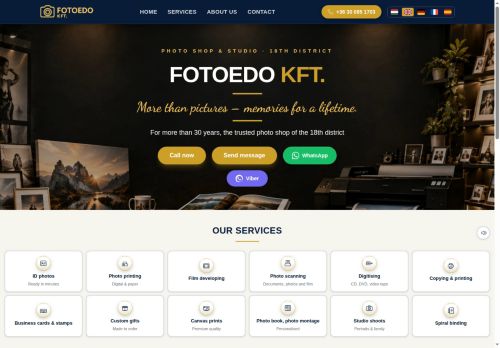 FOTOEDO
KFT.
HOME
SERVICES
ABOUT US
CONTACT
+36 30 085 1703
PHOTO SHOP & STUDIO · 18TH DISTRICT
FOTOEDO KFT.
More than pictures – memories for a lifetime.
For more than 30 years, the trusted photo shop of the 18th district
Call now
Send message
WhatsApp
Viber
OUR SERVICES
ID photos
Ready in minutes
Photo printing
Digital & paper
Film developing
Photo scanning
Documents, photos and film
Digitising
CD, DVD, video tape
Copying & printing
Business cards & stamps
Custom gifts
Made to order
Canvas prints
Premium quality
Photo book, photo montage
Personalised
Studio shoots
Portraits & family
Spiral binding